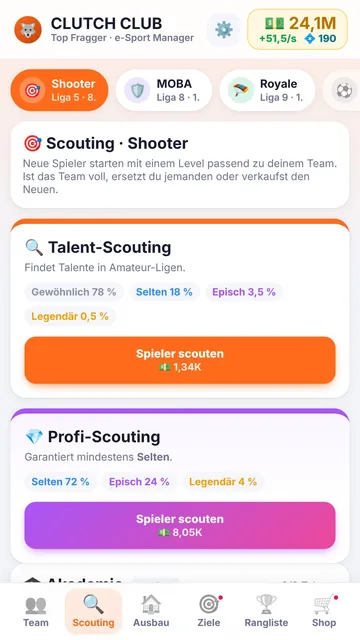 CLUTCH CLUB
Top Fragger · e-Sport Manager
24,1M
+51,5/s 190
Shooter
Liga 5 · 8.
MOBA
Liga 8 · 1.
Royale
Liga 9 · 1.
Scouting · Shooter
Neue Spieler starten mit einem Level passend zu deinem Team.
Ist das Team voll, ersetzt du jemanden oder verkaufst den
Neuen.
Talent-Scouting
Findet Talente in Amateur-Ligen.
Gewöhnlich 78 % Selten 18 % Episch 3,5 %
Legendär 0,5 %
Spieler scouten
1,34K
Profi-Scouting
Garantiert mindestens Selten.
Selten 72 % Episch 24 % Legendär 4 %
Spieler scouten
8,05K
Akademie
Team
Scouting
Ausbau
Ziele
Rangliste
Shop